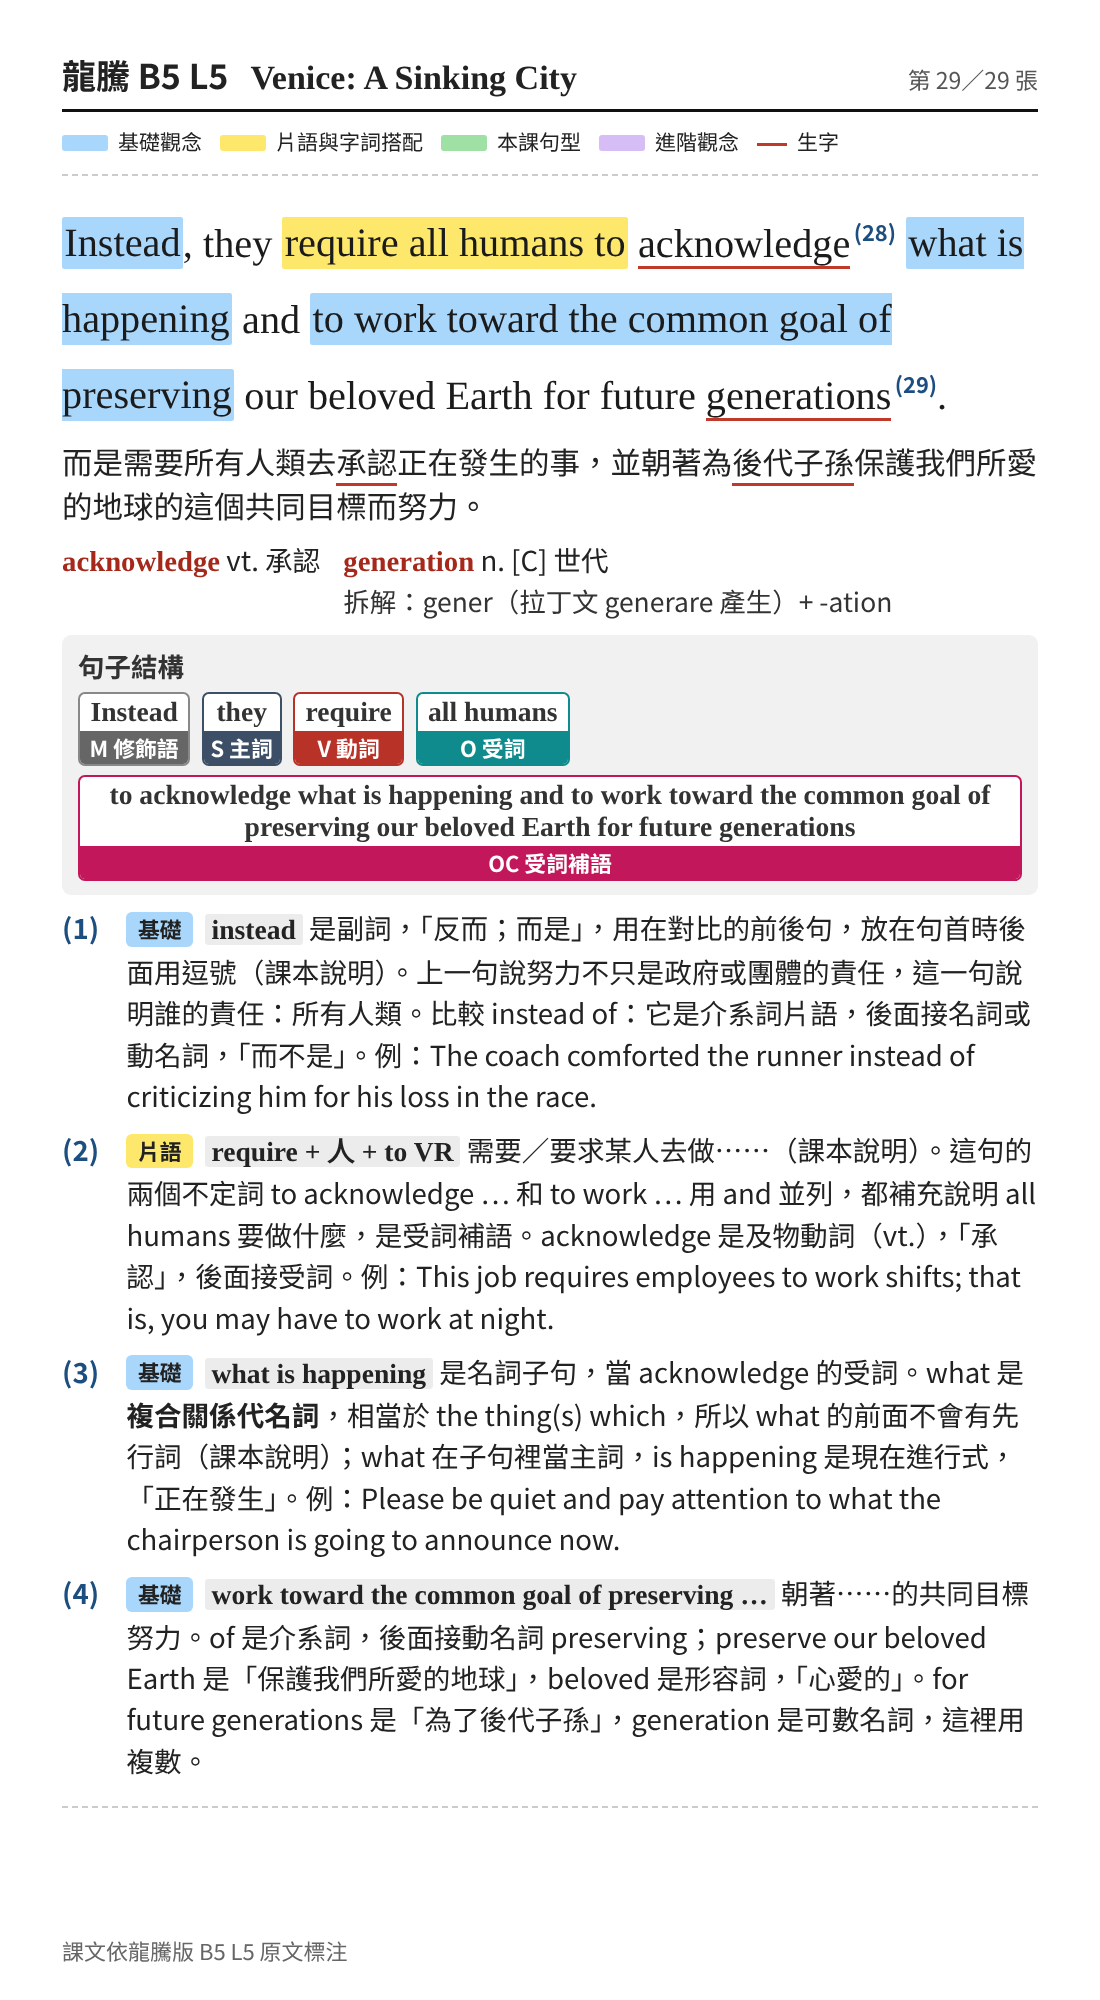 龍騰 B5 L5 Venice: A Sinking City 第 29／29 張
基礎觀念 片語與字詞搭配 本課句型 進階觀念 生字
Instead, they require all humans to acknowledge(28) what is
happening and to work toward the common goal of
preserving our beloved Earth for future generations(29).
而是需要所有人類去承認正在發生的事，並朝著為後代子孫保護我們所愛
的地球的這個共同目標而努力。
acknowledge vt. 承認 generation n. [C] 世代
拆解：gener（拉丁文 generare 產生）+ -ation
句子結構
Instead they require all humans
M 修飾語 S 主詞 V 動詞 O 受詞
to acknowledge what is happening and to work toward the common goal of
preserving our beloved Earth for future generations
OC 受詞補語
(1) 基礎 instead 是副詞，「反而；而是」，用在對比的前後句，放在句首時後
面用逗號（課本說明）。上一句說努力不只是政府或團體的責任，這一句說
明誰的責任：所有人類。比較 instead of：它是介系詞片語，後面接名詞或
動名詞，「而不是」。例：The coach comforted the runner instead of
criticizing him for his loss in the race.
(2) 片語 require + 人 + to VR 需要／要求某人去做……（課本說明）。這句的
兩個不定詞 to acknowledge … 和 to work … 用 and 並列，都補充說明 all
humans 要做什麼，是受詞補語。acknowledge 是及物動詞（vt.），「承
認」，後面接受詞。例：This job requires employees to work shifts; that
is, you may have to work at night.
(3) 基礎 what is happening 是名詞子句，當 acknowledge 的受詞。what 是
複合關係代名詞，相當於 the thing(s) which，所以 what 的前面不會有先
行詞（課本說明）；what 在子句裡當主詞，is happening 是現在進行式，
「正在發生」。例：Please be quiet and pay attention to what the
chairperson is going to announce now.
(4) 基礎 work toward the common goal of preserving … 朝著……的共同目標
努力。of 是介系詞，後面接動名詞 preserving；preserve our beloved
Earth 是「保護我們所愛的地球」，beloved 是形容詞，「心愛的」。for
future generations 是「為了後代子孫」，generation 是可數名詞，這裡用
複數。
課文依龍騰版 B5 L5 原文標注